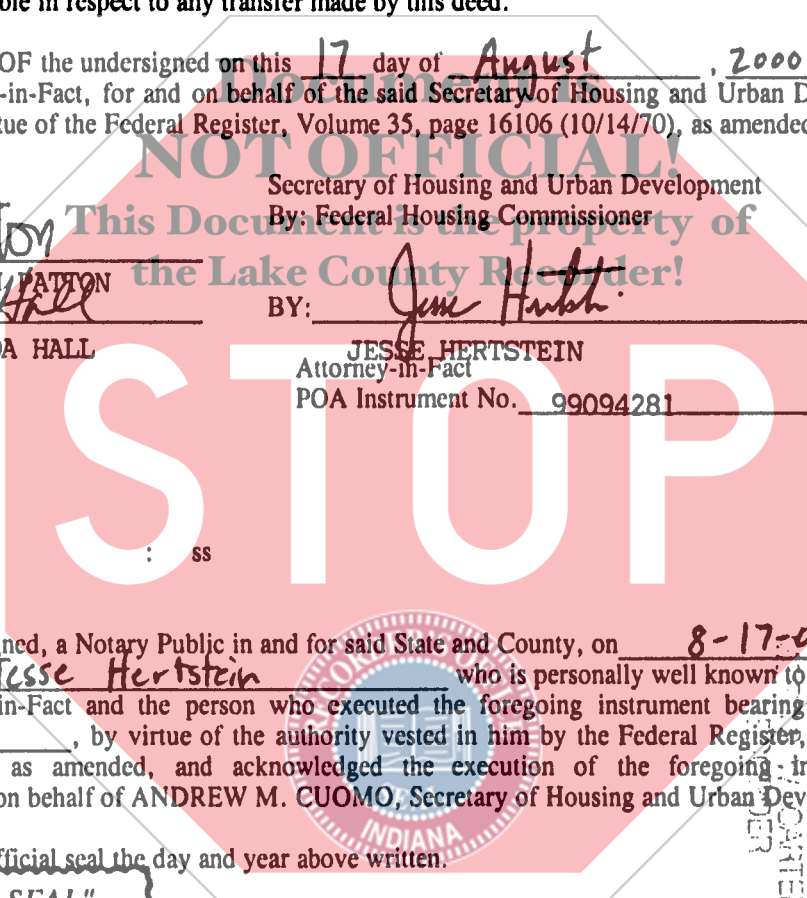 ble in respect to any transfer made by this deed.
OF the undersigned on this 17 day of August, 2000
-in-Fact, for and on behalf of the said Secretary of Housing and Urban D
tue of the Federal Register, Volume 35, page 16106 (10/14/70), as amended
Document is
NOT OFFICIAL!
This Document is the property of
the Lake County Recorder!
Secretary of Housing and Urban Development
By: Federal Housing Commissioner
PATTON
Hall
BY: Jesse Hertstein
A HALL
JESSE HERTSTEIN
Attorney-in-Fact
POA Instrument No. 99094281
STOP
: ss
ned, a Notary Public in and for said State and County, on 8-17-0
Jesse Hertstein who is personally well known to
in-Fact and the person who executed the foregoing instrument bearing
, by virtue of the authority vested in him by the Federal Register,
as amended, and acknowledged the execution of the foregoing in
on behalf of ANDREW M. CUOMO, Secretary of Housing and Urban Dev
INDIANA
fficial seal the day and year above written.
SEAL"
CARTER